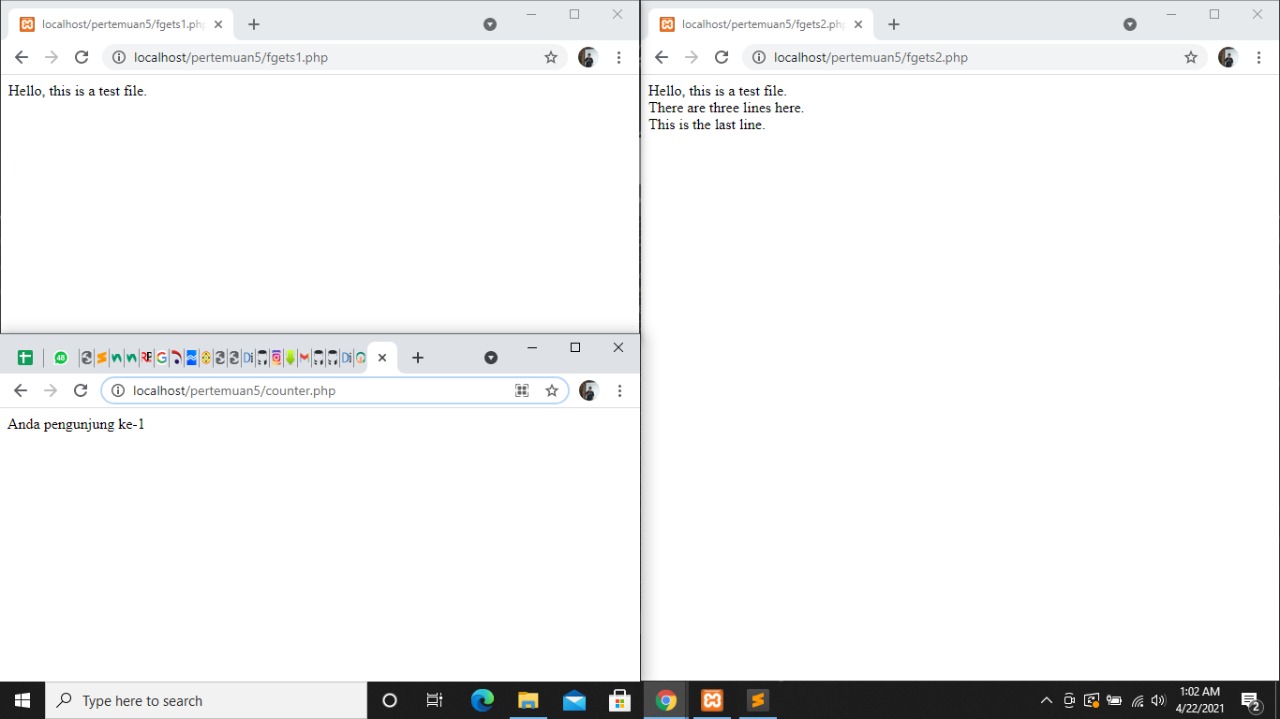 localhost/pertemuan5/fgets1.php
localhost/pertemuan5/fgets1.php
Hello, this is a test file.
localhost/pertemuan5/fgets2.php
localhost/pertemuan5/fgets2.php
Hello, this is a test file.
There are three lines here.
This is the last line.
localhost/pertemuan5/counter.php
Anda pengunjung ke-1
Type here to search
1:02 AM
4/22/2021
2